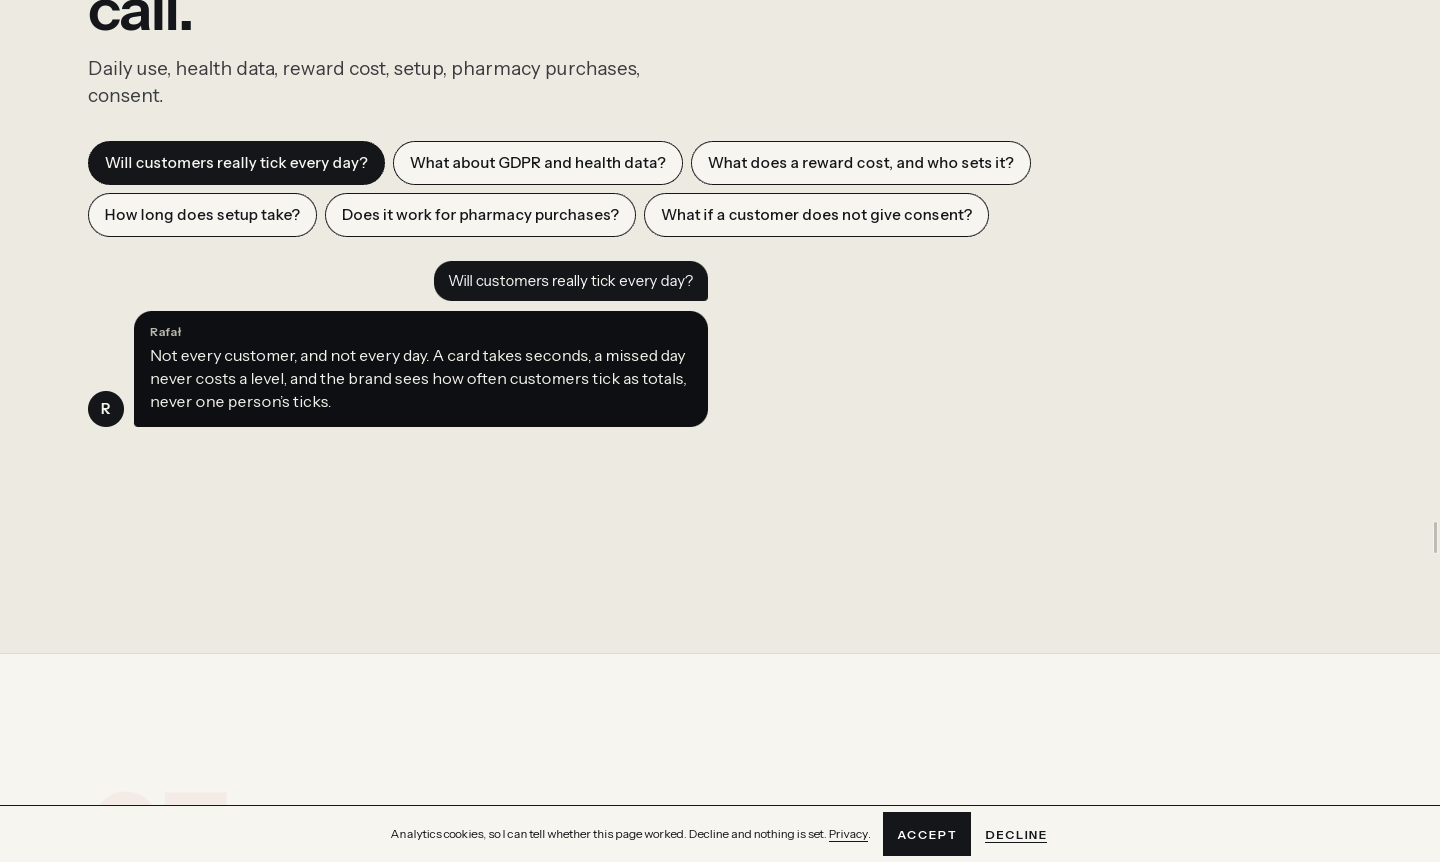 call.
Daily use, health data, reward cost, setup, pharmacy purchases,
consent.
Will customers really tick every day?
What about GDPR and health data?
What does a reward cost, and who sets it?
How long does setup take?
Does it work for pharmacy purchases?
What if a customer does not give consent?
Will customers really tick every day?
Rafał
Not every customer, and not every day. A card takes seconds, a missed day
never costs a level, and the brand sees how often customers tick as totals,
never one person's ticks.
R
Analytics cookies, so I can tell whether this page worked. Decline and nothing is set. Privacy.
ACCEPT
DECLINE